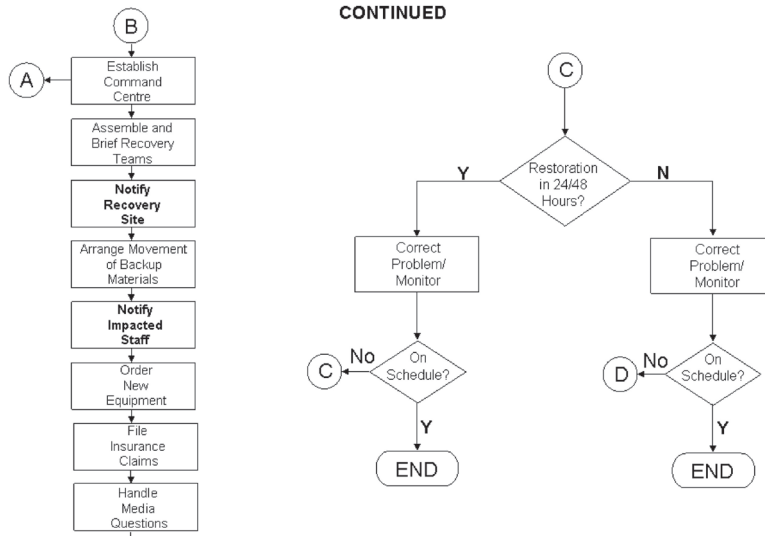 CONTINUED
B
A
Establish
Command
Centre
Assemble and
Brief Recovery
Teams
Notify
Recovery
Site
Arrange Movement
of Backup
Materials
Notify
Impacted
Staff
Order
New
Equipment
File
Insurance
Claims
Handle
Media
Questions
C
Restoration
in 24/48
Hours?
Y
N
Correct
Problem/
Monitor
On
Schedule?
No
C
Y
END
Correct
Problem/
Monitor
On
Schedule?
No
D
Y
END